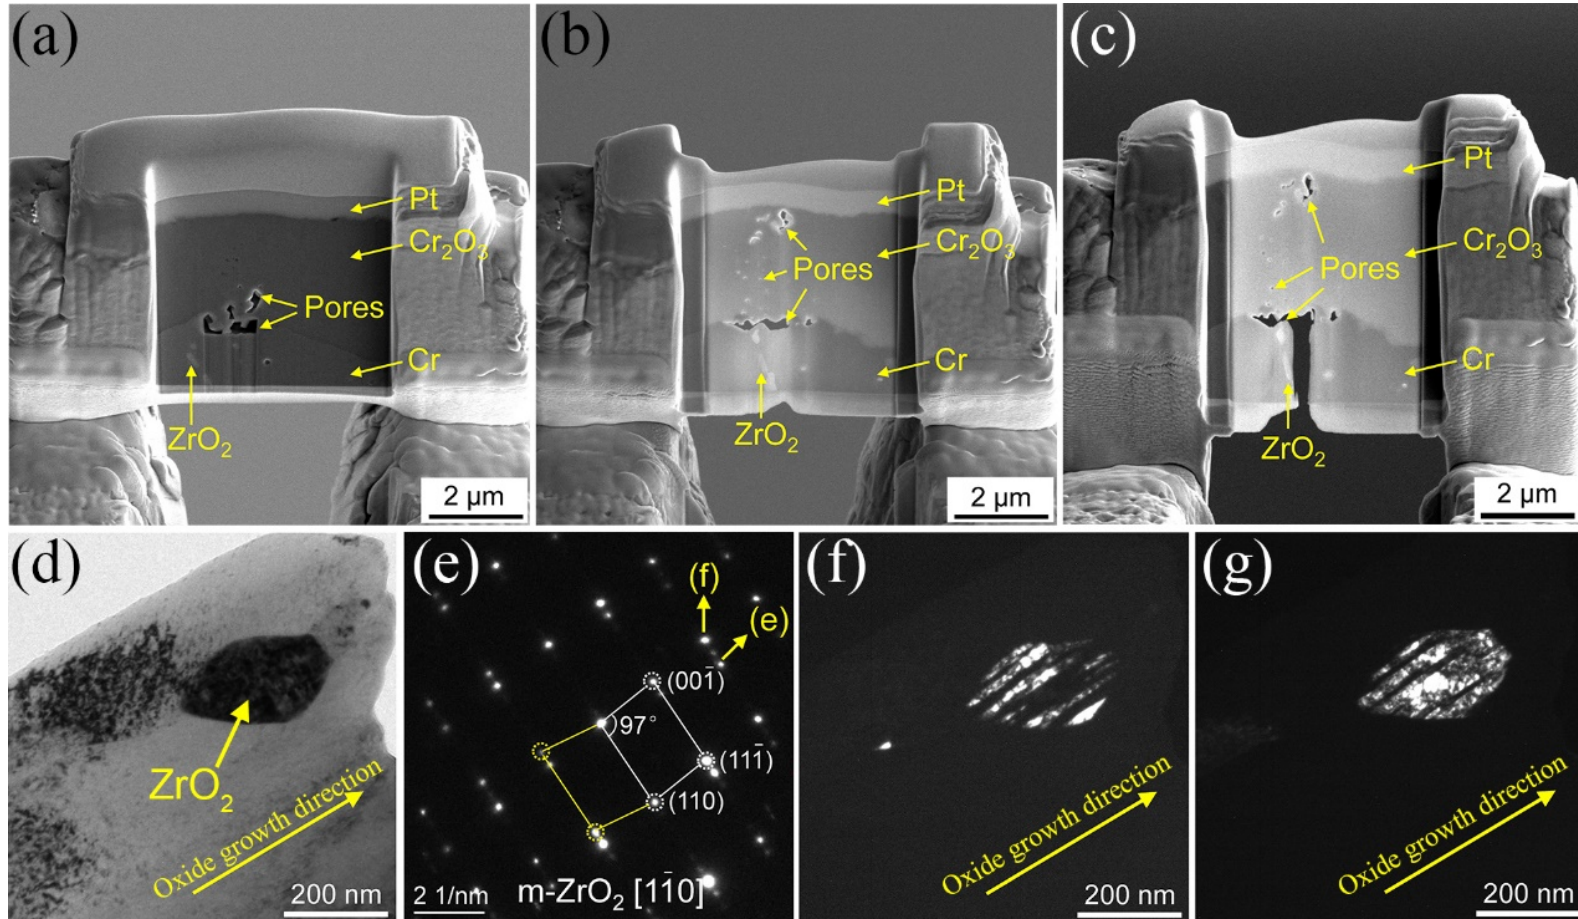 (a)
Pt
Cr₂O₃
Pores
Cr
ZrO₂
2 µm
(b)
Pt
Cr₂O₃
Pores
Cr
ZrO₂
2 µm
(c)
Pt
Cr₂O₃
Pores
Cr
ZrO₂
2 µm
(d)
ZrO₂
Oxide growth direction
200 nm
(e)
(f)
(e)
(001̄)
97°
(111̄)
(110)
2 1/nm
m-ZrO₂ [11̄0]
(f)
Oxide growth direction
200 nm
(g)
Oxide growth direction
200 nm